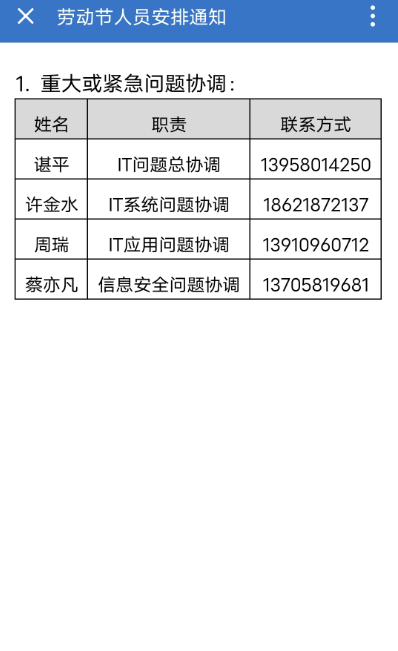 劳动节人员安排通知
1. 重大或紧急问题协调：
姓名 职责 联系方式
谌平 IT问题总协调 13958014250
许金水 IT系统问题协调 18621872137
周瑞 IT应用问题协调 13910960712
蔡亦凡 信息安全问题协调 13705819681